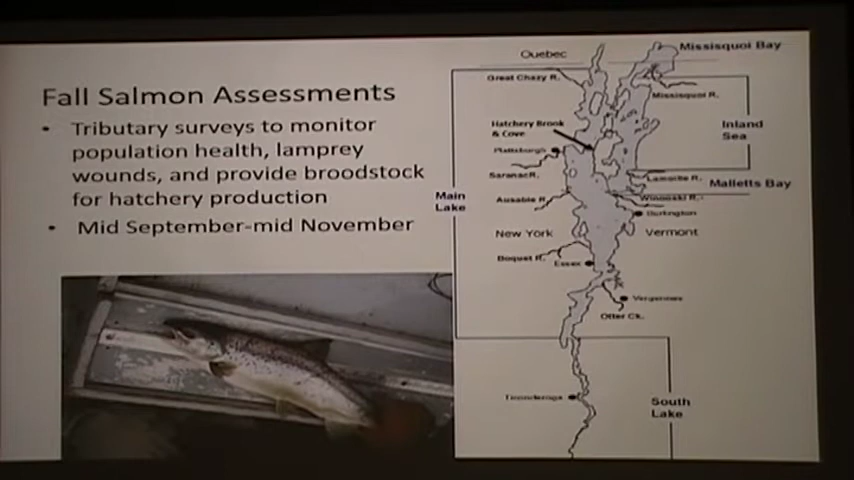 Fall Salmon Assessments
• Tributary surveys to monitor
population health, lamprey
wounds, and provide broodstock
for hatchery production
• Mid September-mid November
Quebec
Missisquoi Bay
Great Chazy R.
Missisquoi R.
Hatchery Brook
& Cove
Inland
Sea
Plattsburgh
Saranac R.
Lamoille R.
Malletts Bay
Main
Lake
Ausable R
Winooski R.
Burlington
New York
Vermont
Boquet R.
Essex
Vergennes
Otter Ck.
Ticonderoga
South
Lake